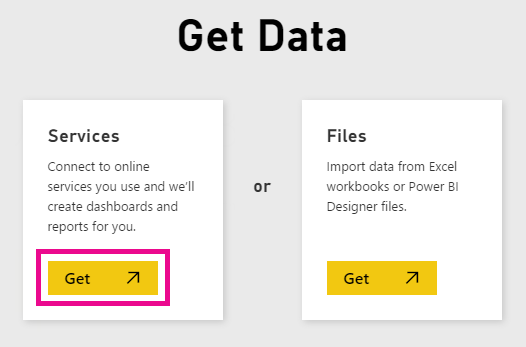 Get Data
Services
Connect to online
services you use and we'll
create dashboards and
reports for you.
Get
or
Files
Import data from Excel
workbooks or Power BI
Designer files.
Get